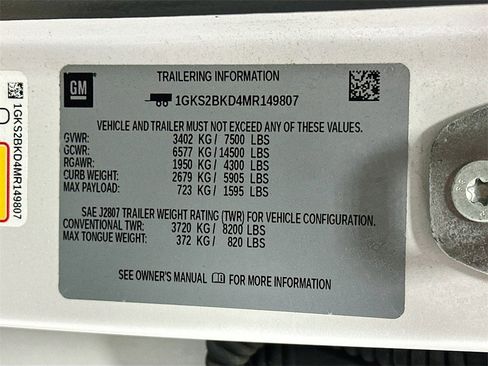 GM
TRAILERING INFORMATION
1GKS2BKD4MR149807
VEHICLE AND TRAILER MUST NOT EXCEED ANY OF THESE VALUES.
GVWR: 3402 KG / 7500 LBS
GCWR: 6577 KG / 14500 LBS
RGAWR: 1950 KG / 4300 LBS
CURB WEIGHT: 2679 KG / 5905 LBS
MAX PAYLOAD: 723 KG / 1595 LBS
SAE J2807 TRAILER WEIGHT RATING (TWR) FOR VEHICLE CONFIGURATION.
CONVENTIONAL TWR: 3720 KG / 8200 LBS
MAX TONGUE WEIGHT: 372 KG / 820 LBS
SEE OWNER'S MANUAL FOR MORE INFORMATION
1GKS2BKD4MR149807